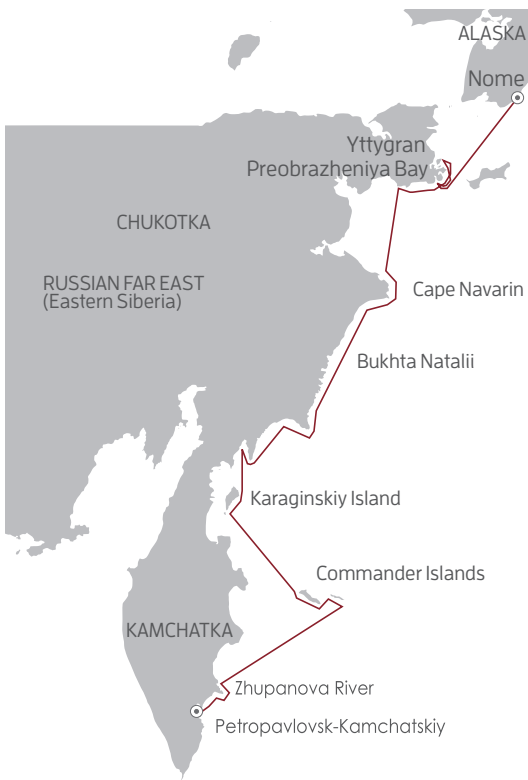 ALASKA
Nome
Yttygran
Preobrazheniya Bay
CHUKOTKA
RUSSIAN FAR EAST
(Eastern Siberia)
Cape Navarin
Bukhta Natalii
Karaginskiy Island
Commander Islands
KAMCHATKA
Zhupanova River
Petropavlovsk-Kamchatskiy